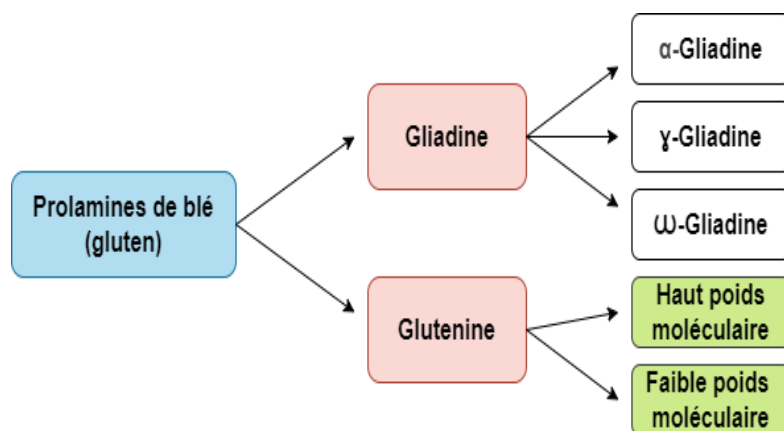 Prolamines de blé
(gluten)
Gliadine
Glutenine
α-Gliadine
ɣ-Gliadine
ω-Gliadine
Haut poids
moléculaire
Faible poids
moléculaire